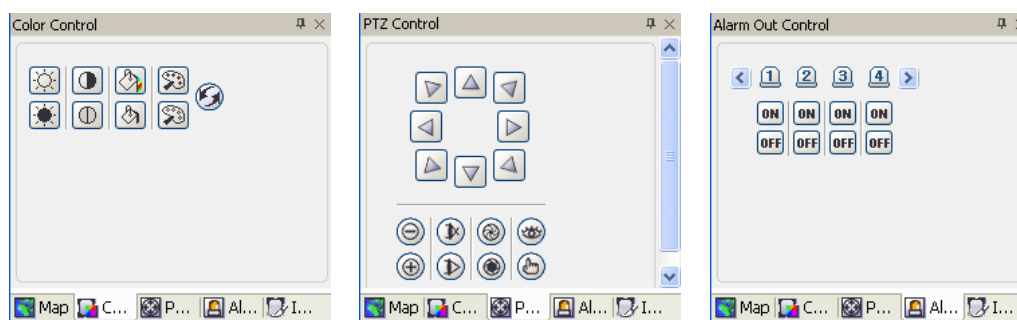 Color Control
Map C... P... Al... I...
PTZ Control
Map C... P... Al... I...
Alarm Out Control
1 2 3 4
ON ON ON ON
OFF OFF OFF OFF
Map C... P... Al... I...